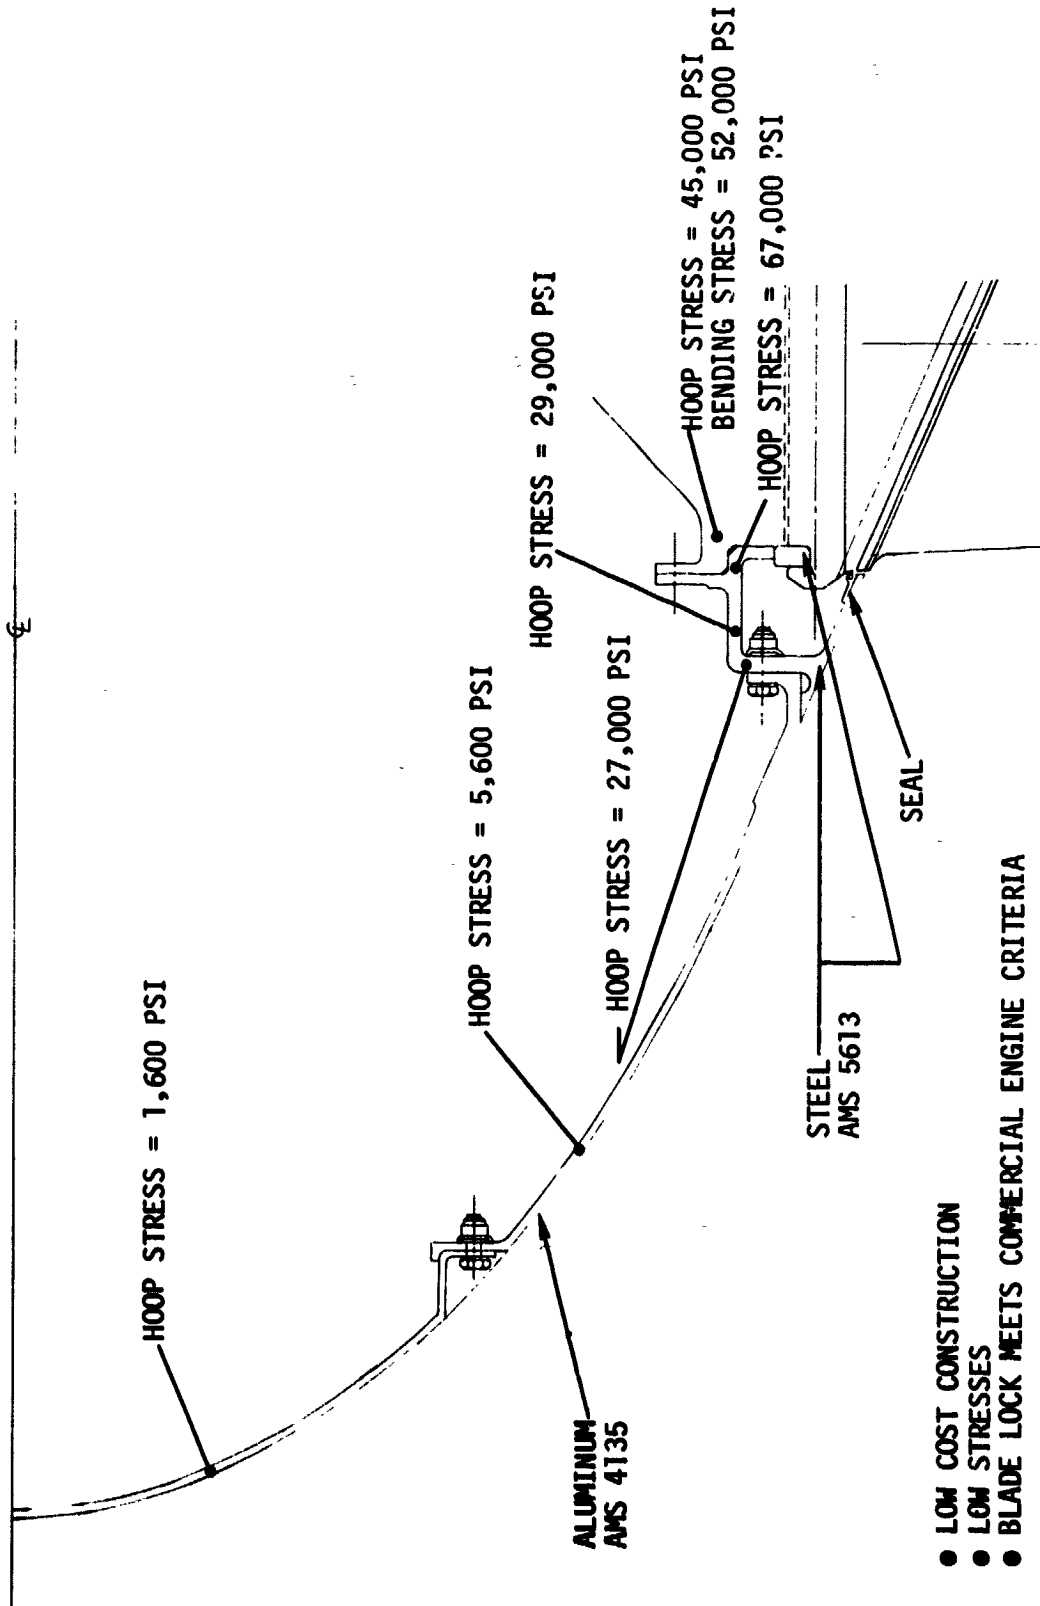 HOOP STRESS = 1,600 PSI
HOOP STRESS = 5,600 PSI
HOOP STRESS = 29,000 PSI
HOOP STRESS = 45,000 PSI
BENDING STRESS = 52,000 PSI
HOOP STRESS = 67,000 PSI
HOOP STRESS = 27,000 PSI
ALUMINUM
AMS 4135
STEEL
AMS 5613
SEAL
● LOW COST CONSTRUCTION
● LOW STRESSES
● BLADE LOCK MEETS COMMERCIAL ENGINE CRITERIA